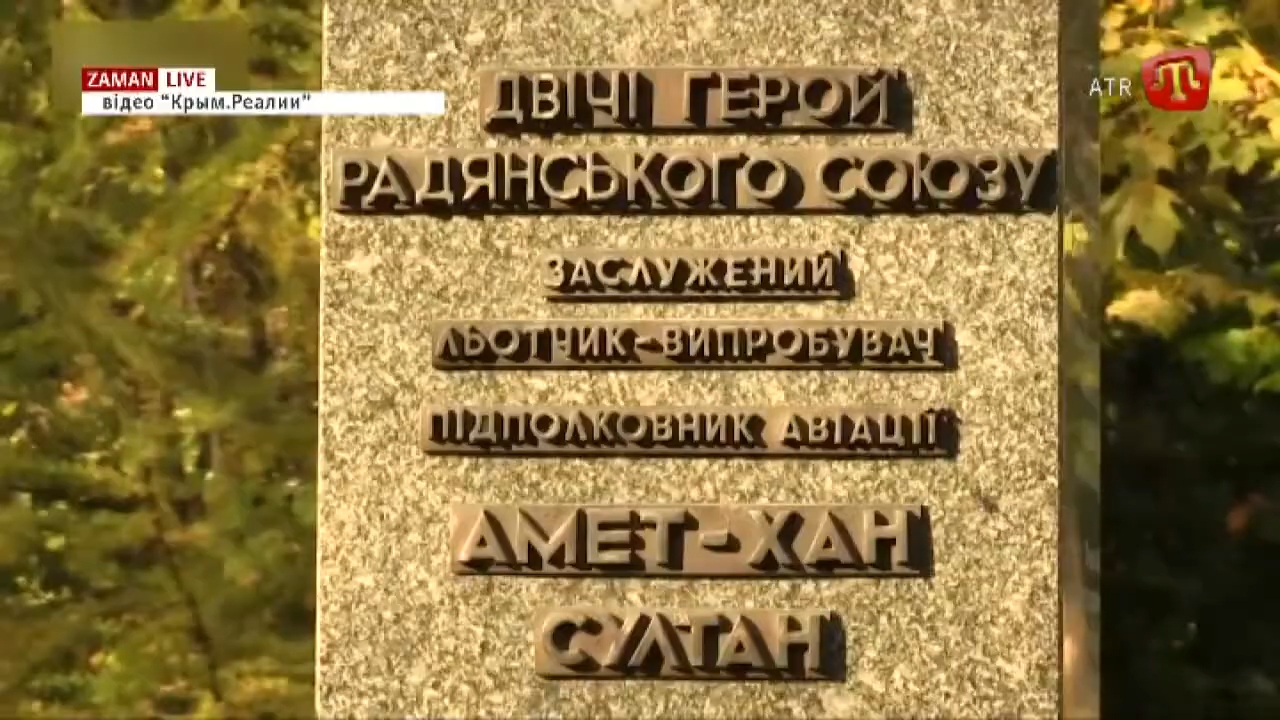 ZAMAN LIVE
відео "Крым.Реалии"
ATR
ДВІЧІ ГЕРОЙ
РАДЯНСЬКОГО СОЮЗУ
ЗАСЛУЖЕНИЙ
ЛЬОТЧИК-ВИПРОБУВАЧ
ПІДПОЛКОВНИК АВІАЦІЇ
АМЕТ-ХАН
СУЛТАН